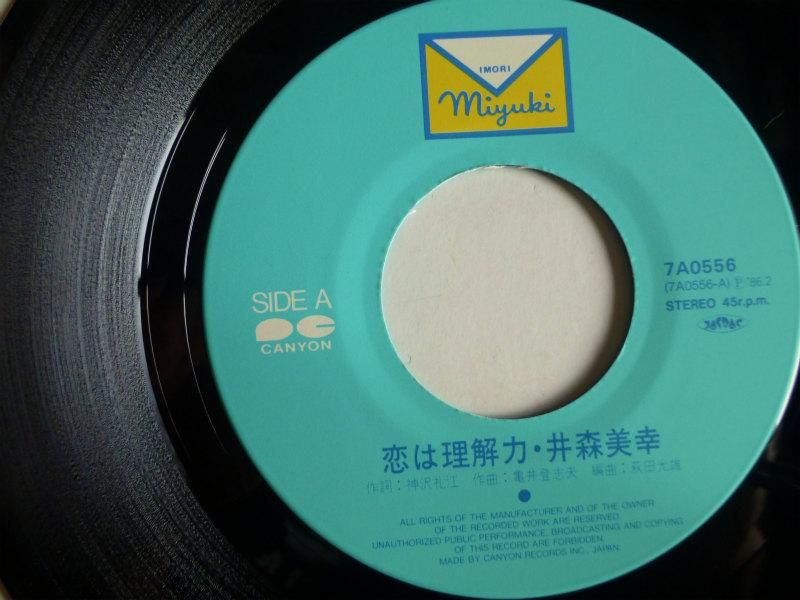 IMORI
Miyuki
SIDE A
CANYON
7A0556
(7A0556-A) Ⓟ'86.2
STEREO 45r.p.m.
恋は理解力・井森美幸
作詞：神沢礼江 作曲：亀井登志夫 編曲：萩田光雄
ALL RIGHTS OF THE MANUFACTURER AND OF THE OWNER
OF THE RECORDED WORK ARE RESERVED.
UNAUTHORIZED PUBLIC PERFORMANCE, BROADCASTING AND COPYING
OF THIS RECORD ARE FORBIDDEN.
MADE BY CANYON RECORDS INC., JAPAN.